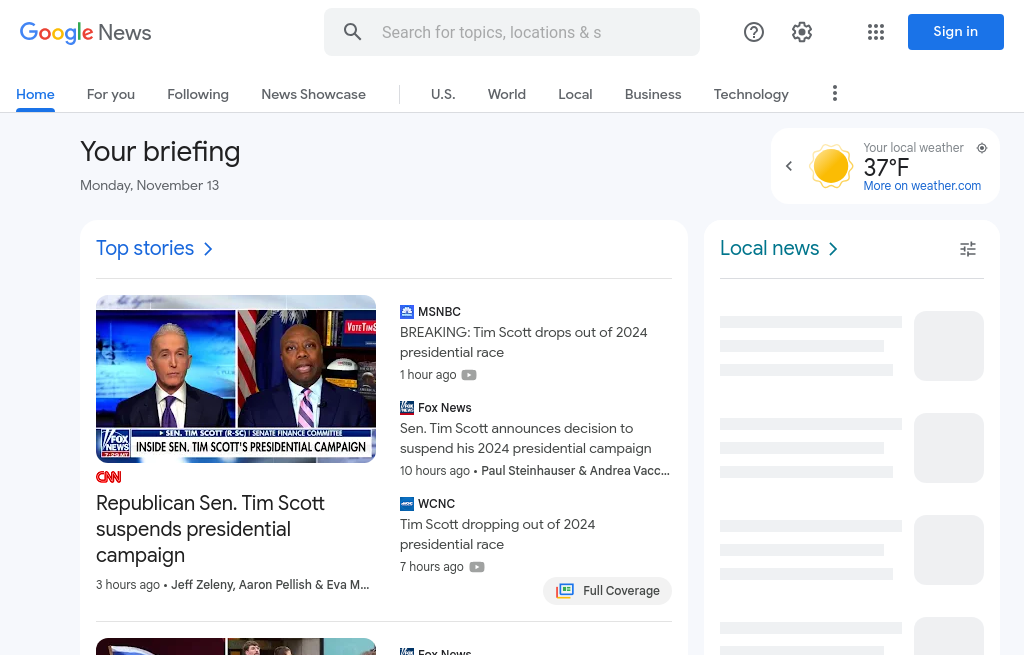 Google News
Search for topics, locations & s
Sign in
Home
For you
Following
News Showcase
U.S.
World
Local
Business
Technology
Your briefing
Monday, November 13
Your local weather
37°F
More on weather.com
Top stories
Local news
VOTETIMS
SEN. TIM SCOTT (R-SC) | SENATE FINANCE COMMITTEE
FOX
NEWS
INSIDE SEN. TIM SCOTT'S PRESIDENTIAL CAMPAIGN
CNN
Republican Sen. Tim Scott
suspends presidential
campaign
3 hours ago • Jeff Zeleny, Aaron Pellish & Eva M...
MSNBC
BREAKING: Tim Scott drops out of 2024
presidential race
1 hour ago
Fox News
Sen. Tim Scott announces decision to
suspend his 2024 presidential campaign
10 hours ago • Paul Steinhauser & Andrea Vacc...
WCNC
Tim Scott dropping out of 2024
presidential race
7 hours ago
Full Coverage
Fox News